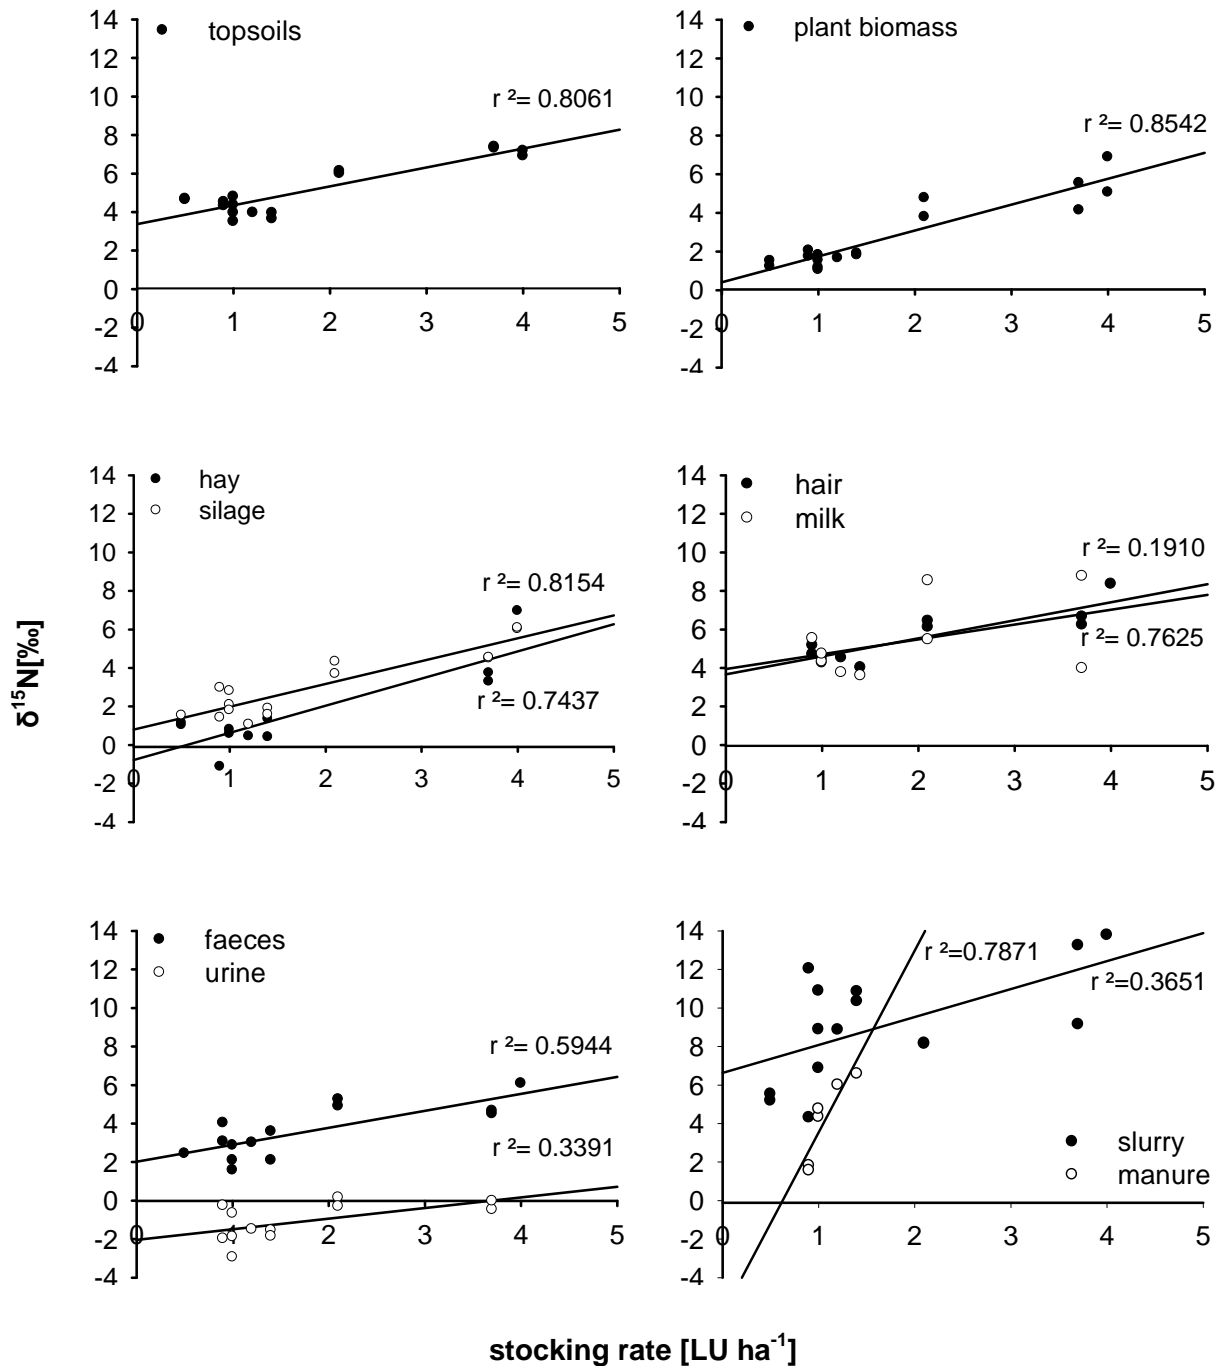 topsoils
r ²= 0.8061
14
12
10
8
6
4
2
0
-2
-4
0 1 2 3 4 5
plant biomass
r ²= 0.8542
14
12
10
8
6
4
2
0
-2
-4
0 1 2 3 4 5
δ¹⁵N[‰]
hay
silage
r ²= 0.8154
r ²= 0.7437
14
12
10
8
6
4
2
0
-2
-4
0 1 2 3 4 5
hair
milk
r ²= 0.1910
r ²= 0.7625
14
12
10
8
6
4
2
0
-2
-4
0 1 2 3 4 5
faeces
urine
r ²= 0.5944
r ²= 0.3391
14
12
10
8
6
4
2
0
-2
-4
0 1 2 3 4 5
r ²=0.7871
r ²=0.3651
slurry
manure
14
12
10
8
6
4
2
0
-2
-4
0 1 2 3 4 5
stocking rate [LU ha⁻¹]